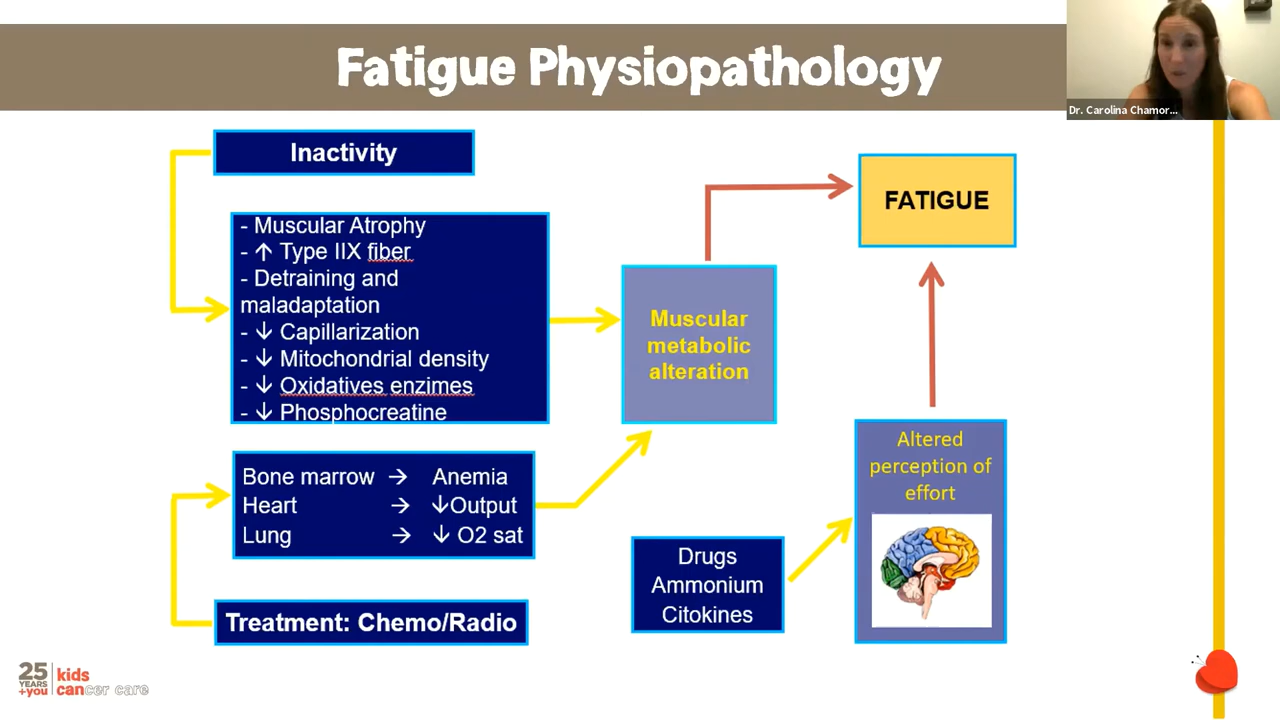 Fatigue Physiopathology
Dr. Carolina Chamor...
Inactivity
- Muscular Atrophy
- ↑ Type IIX fiber
- Detraining and
maladaptation
- ↓ Capillarization
- ↓ Mitochondrial density
- ↓ Oxidatives enzimes
- ↓ Phosphocreatine
Bone marrow → Anemia
Heart → ↓Output
Lung → ↓ O2 sat
Treatment: Chemo/Radio
Muscular
metabolic
alteration
FATIGUE
Altered
perception of
effort
Drugs
Ammonium
Citokines
25
YEARS
+you
kids
cancer care